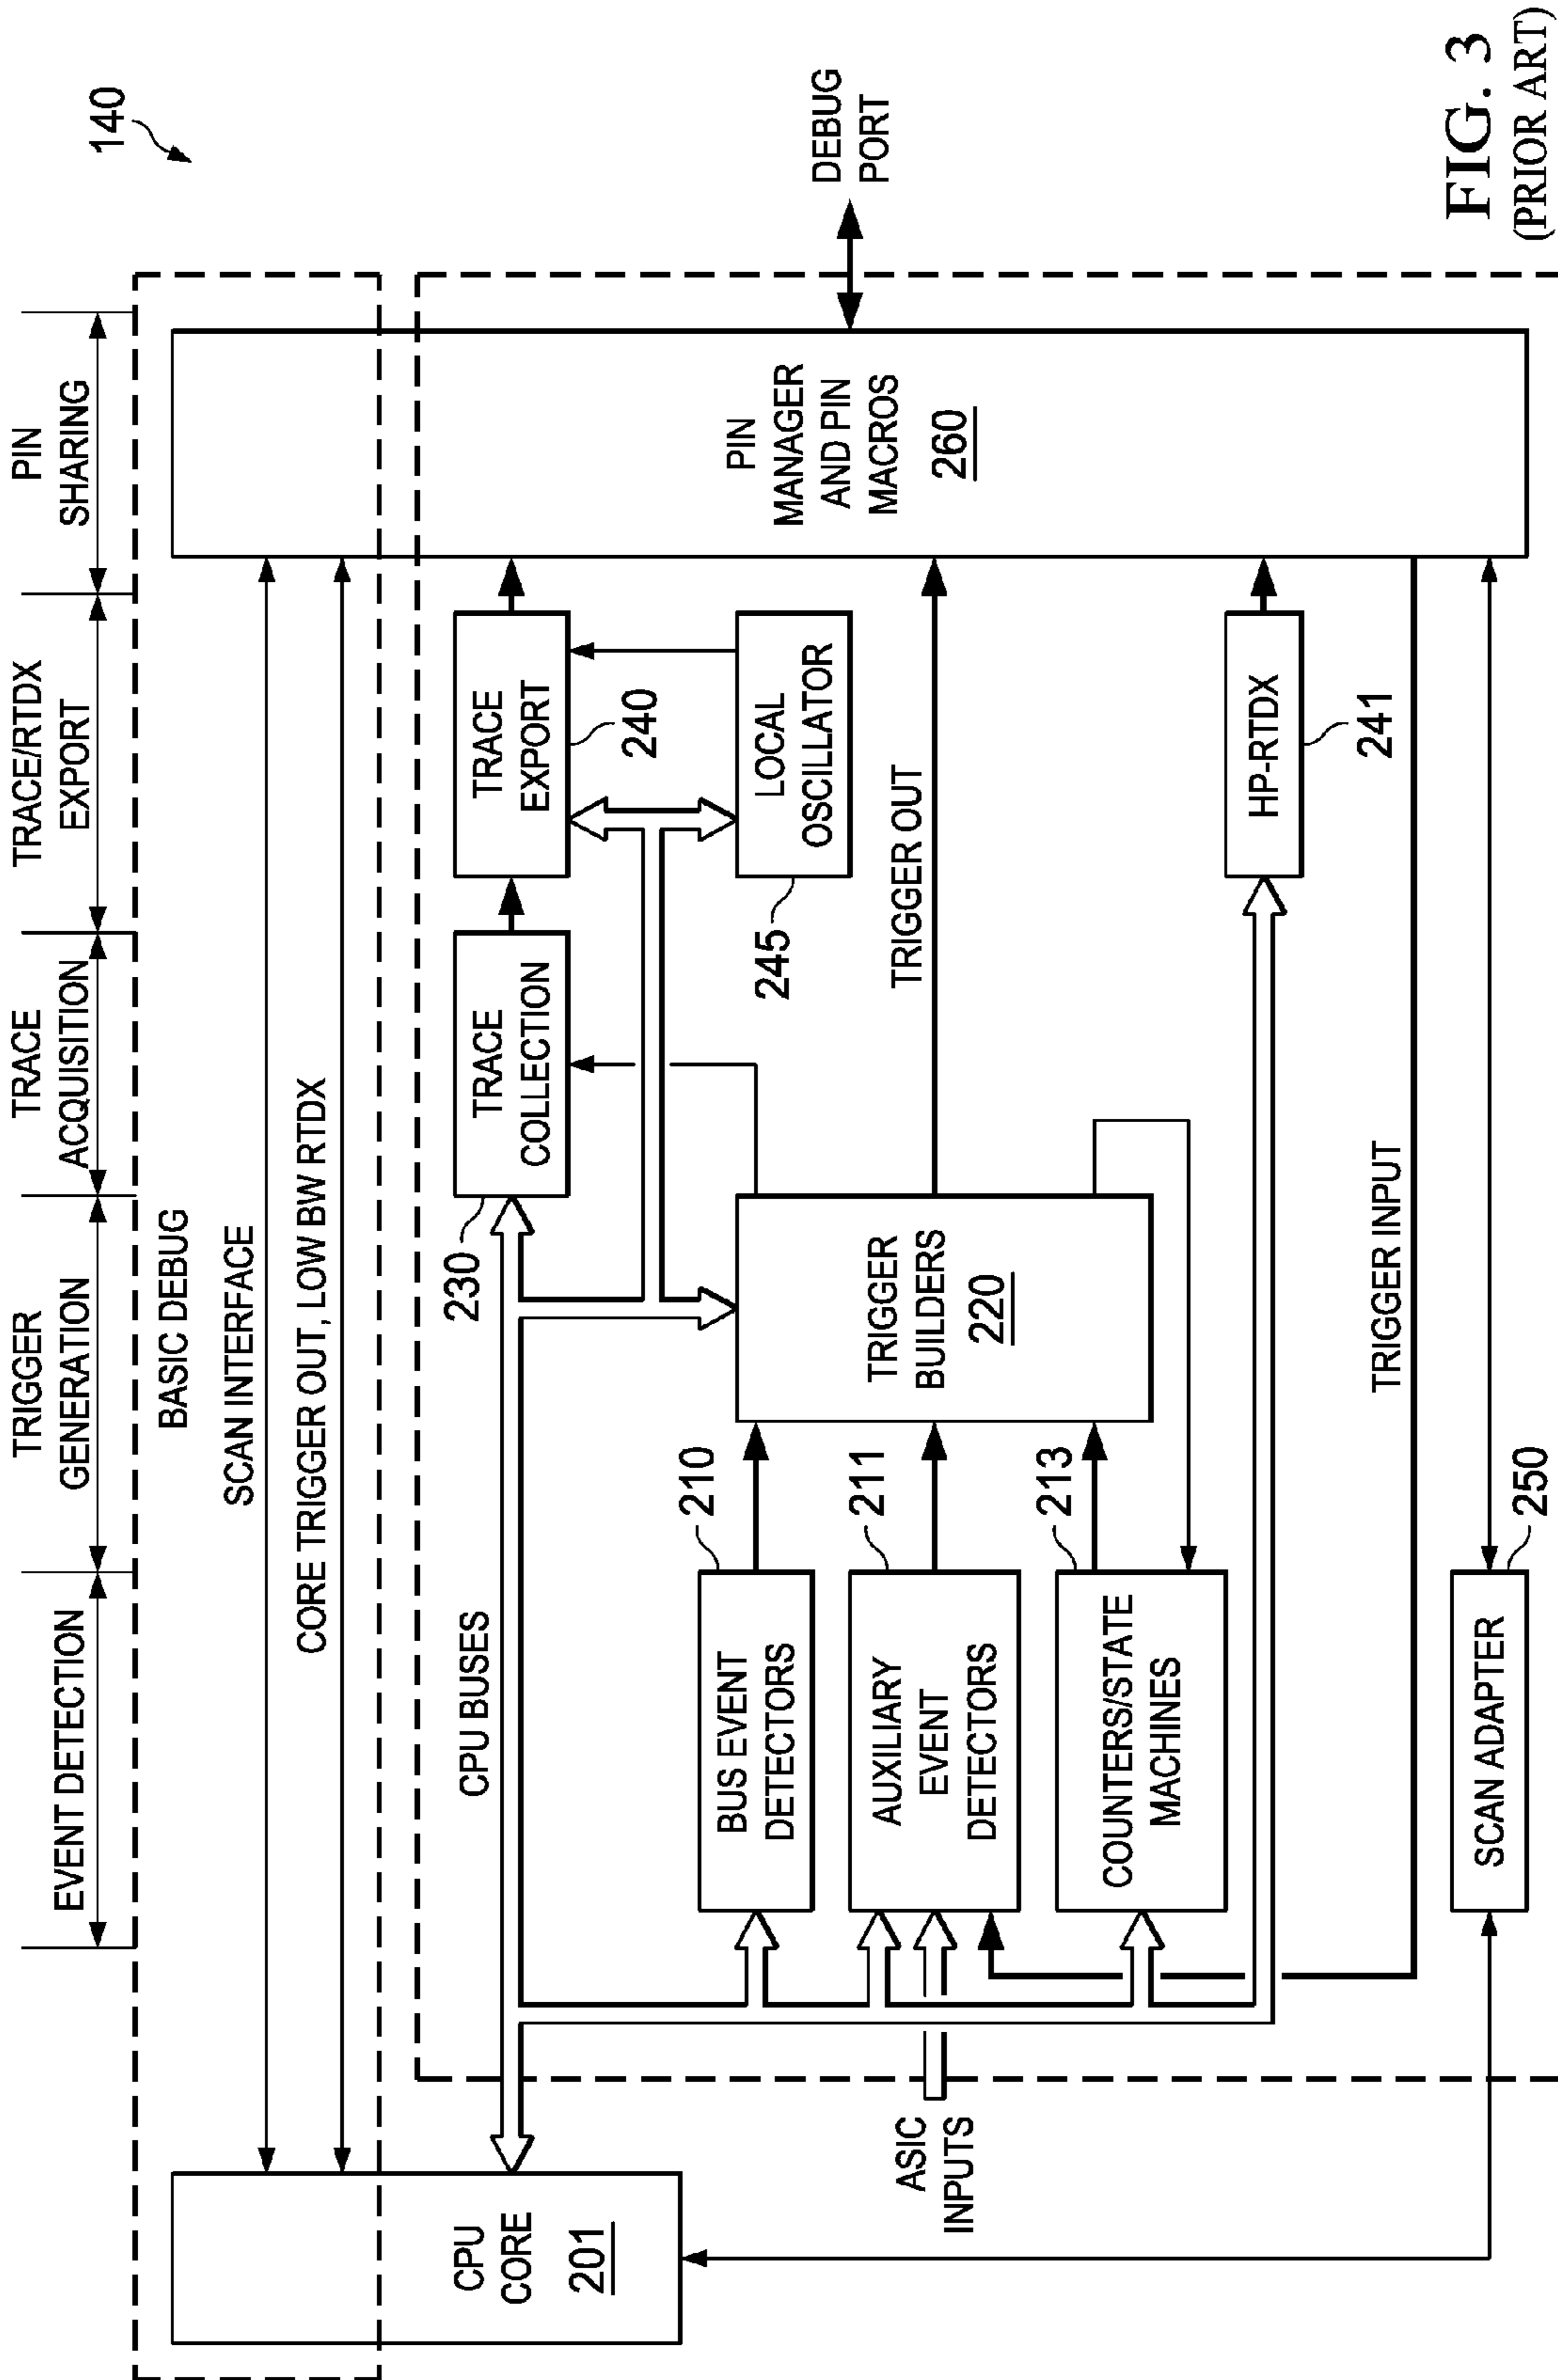 140
EVENT DETECTION
TRIGGER
GENERATION
TRACE
ACQUISITION
TRACE/RTDX
EXPORT
PIN
SHARING
BASIC DEBUG
SCAN INTERFACE
CORE TRIGGER OUT, LOW BW RTDX
CPU
CORE
201
CPU BUSES
230
TRACE
COLLECTION
TRACE
EXPORT
240
LOCAL
OSCILLATOR
245
PIN
MANAGER
AND PIN
MACROS
260
DEBUG
PORT
BUS EVENT
DETECTORS
210
AUXILIARY
EVENT
DETECTORS
211
COUNTERS/STATE
MACHINES
213
TRIGGER
BUILDERS
220
TRIGGER OUT
ASIC
INPUTS
HP-RTDX
241
TRIGGER INPUT
SCAN ADAPTER
250
FIG. 3
(PRIOR ART)